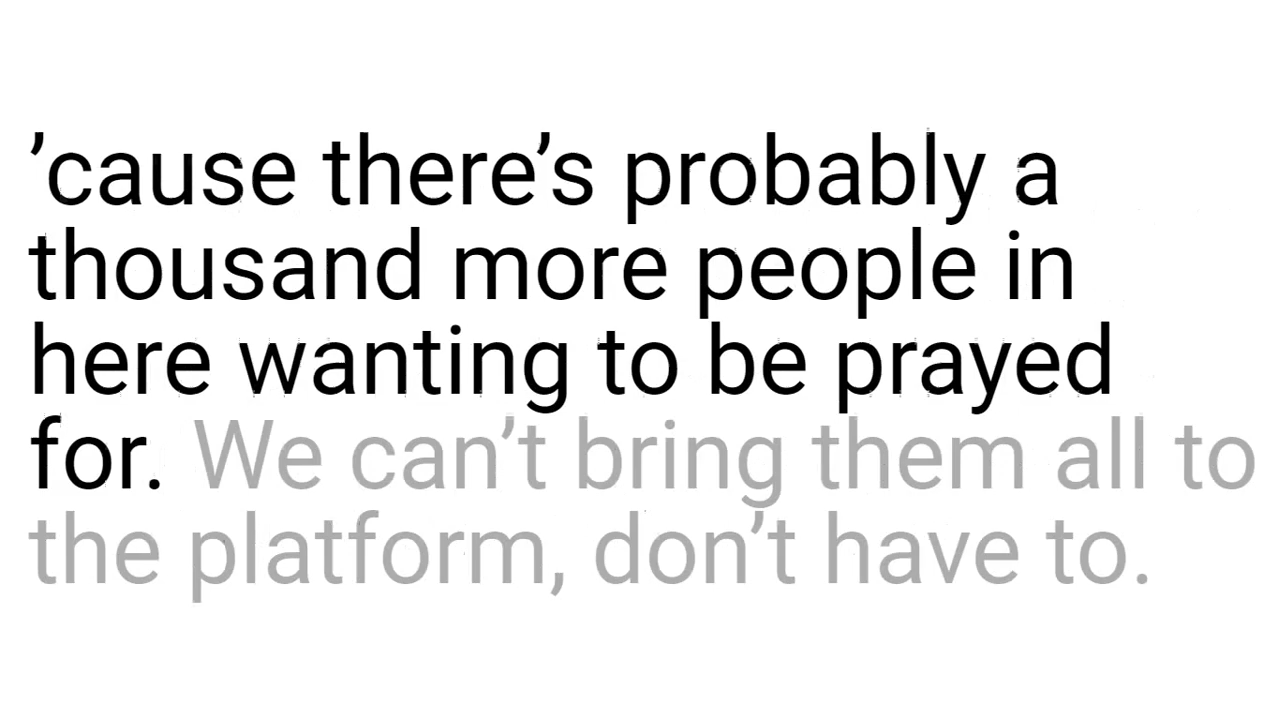 ’cause there’s probably a
thousand more people in
here wanting to be prayed
for. We can’t bring them all to
the platform, don’t have to.